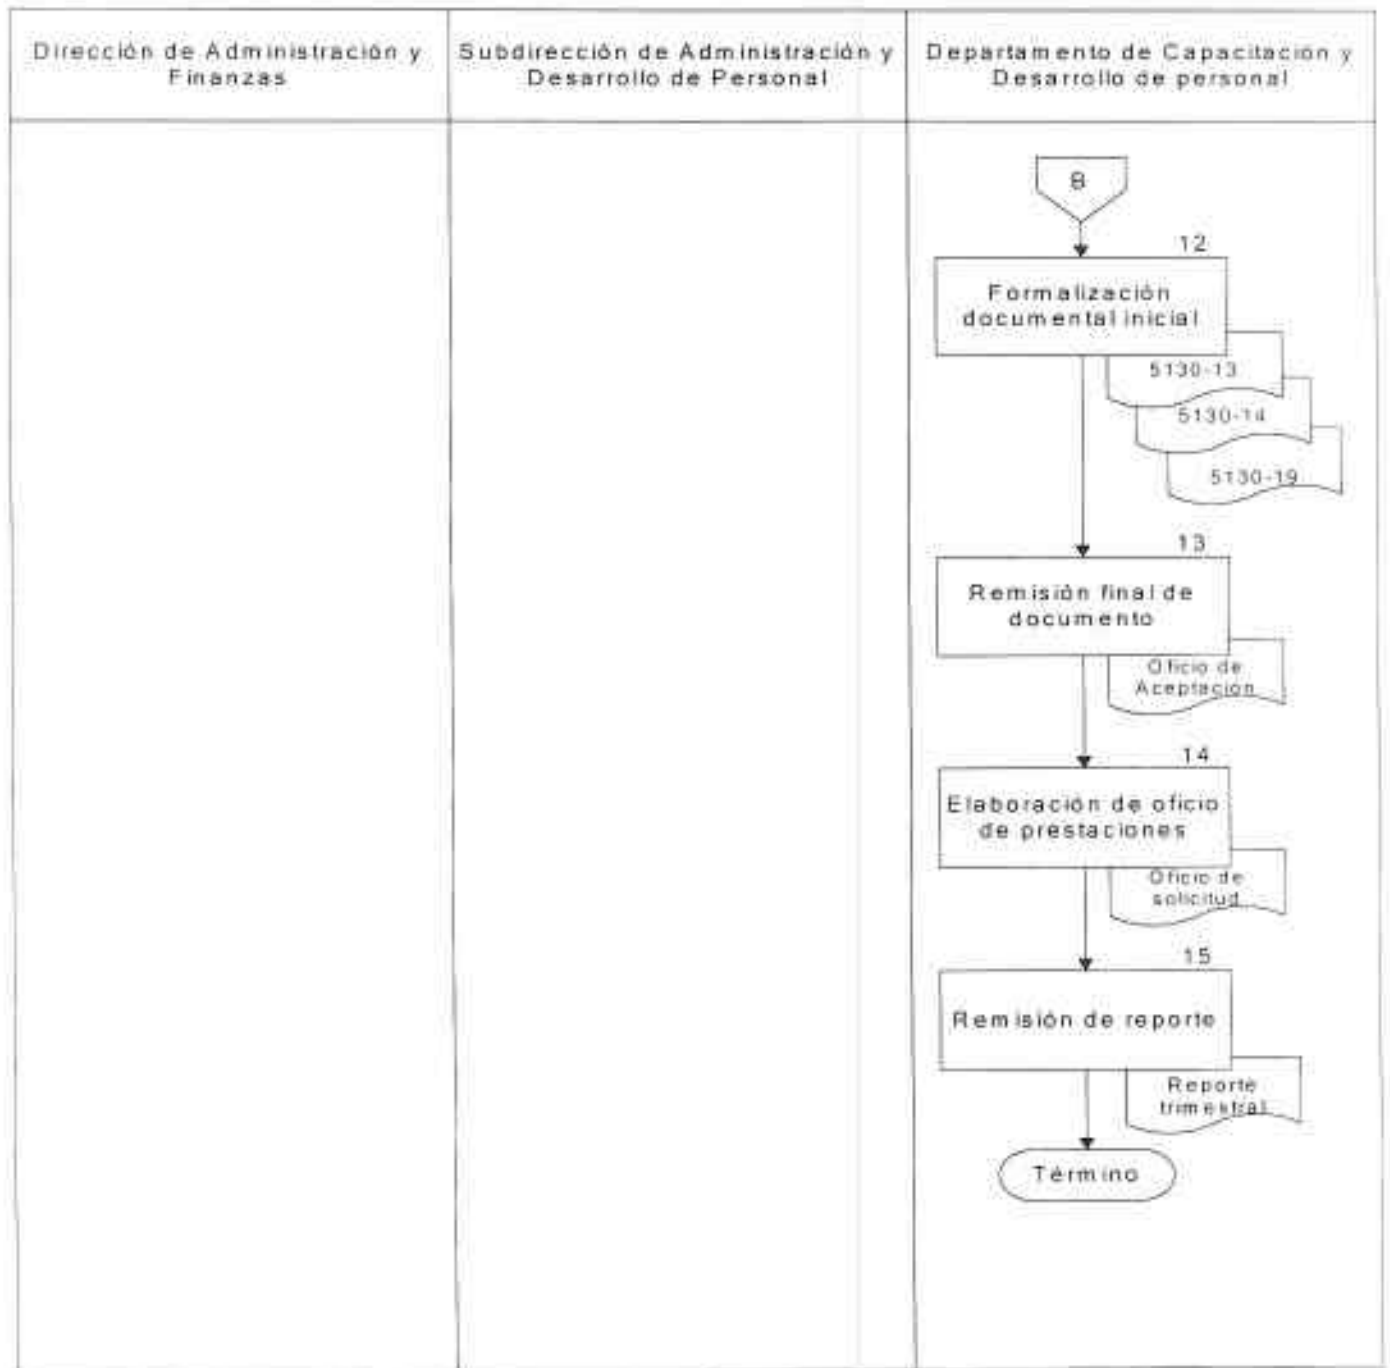 Dirección de Administración y
Finanzas
Subdirección de Administración y
Desarrollo de Personal
Departamento de Capacitación y
Desarrollo de personal
B
12
Formalización
documental inicial
5130-13
5130-14
5130-19
13
Remisión final de
documento
Oficio de
Aceptación
14
Elaboración de oficio
de prestaciones
Oficio de
solicitud
15
Remisión de reporte
Reporte
trimestral
Término